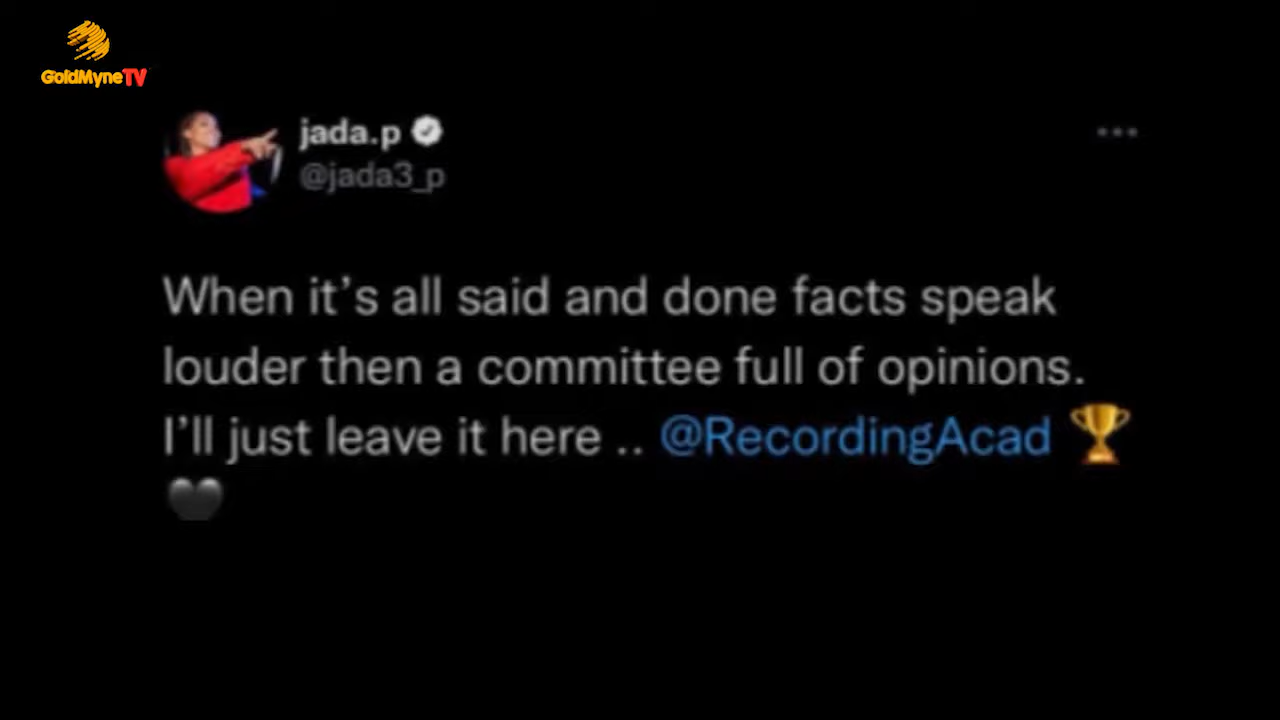 GoldMyneTV
jada.p
@jada3_p
When it’s all said and done facts speak
louder then a committee full of opinions.
I’ll just leave it here .. @RecordingAcad 🏆
🖤